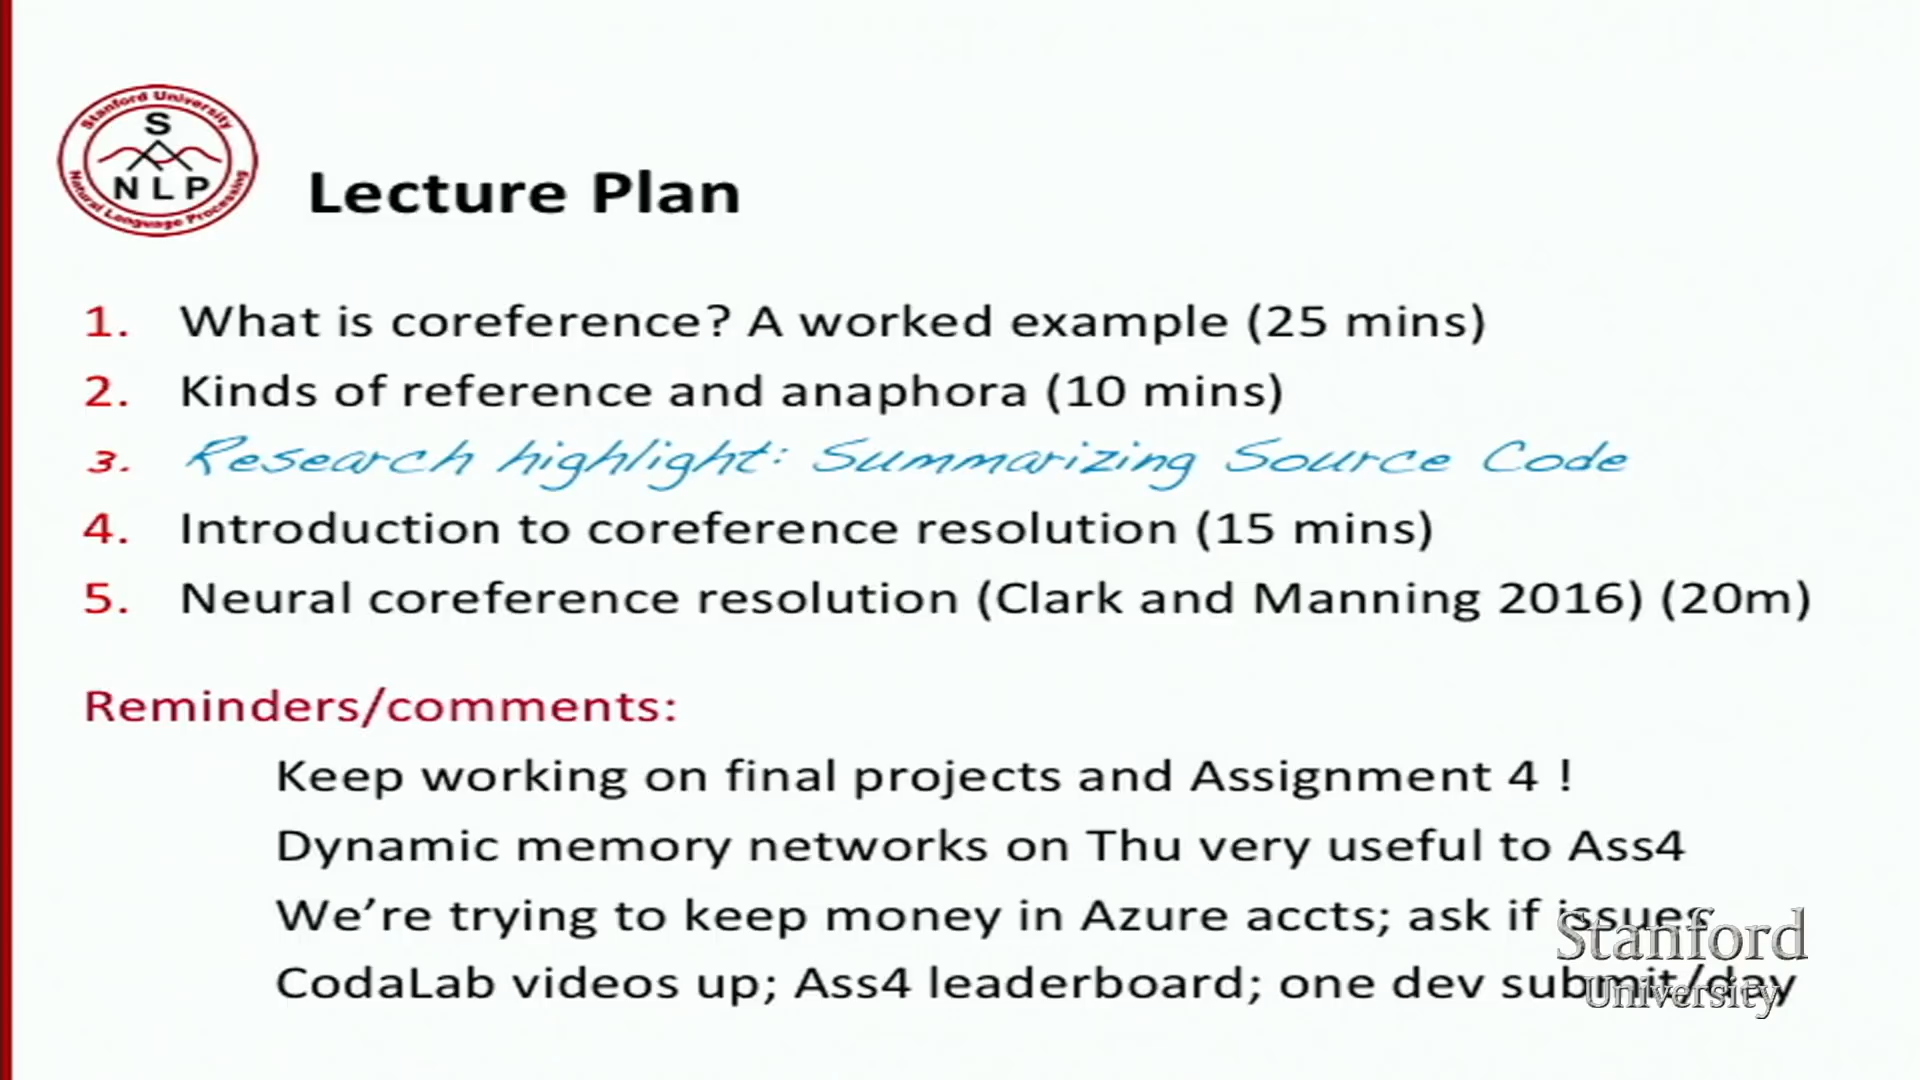 Stanford University
S
NLP
Natural Language Processing
Lecture Plan
1. What is coreference? A worked example (25 mins)
2. Kinds of reference and anaphora (10 mins)
3. Research highlight: Summarizing Source Code
4. Introduction to coreference resolution (15 mins)
5. Neural coreference resolution (Clark and Manning 2016) (20m)
Reminders/comments:
Keep working on final projects and Assignment 4 !
Dynamic memory networks on Thu very useful to Ass4
We’re trying to keep money in Azure accts; ask if issues
CodaLab videos up; Ass4 leaderboard; one dev submit/day
Stanford
University